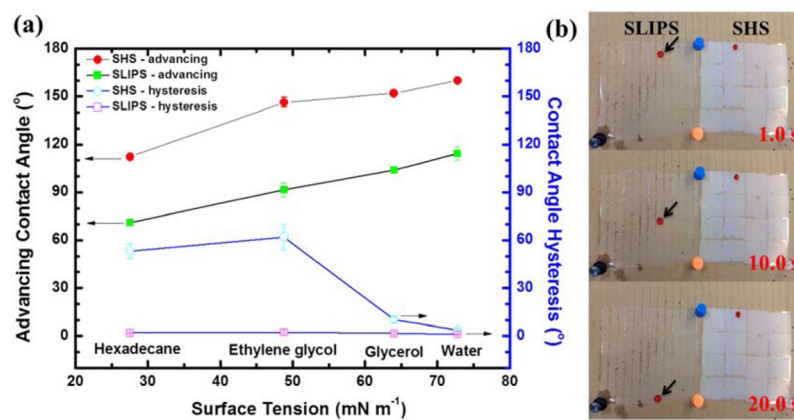 (a)
SHS - advancing
SLIPS - advancing
SHS - hysteresis
SLIPS - hysteresis
Advancing Contact Angle (°)
180
150
120
90
60
30
0
Contact Angle Hysteresis (°)
180
150
120
90
60
30
0
Hexadecane Ethylene glycol Glycerol Water
20 30 40 50 60 70 80
Surface Tension (mN m⁻¹)
(b)
SLIPS SHS
1.0 s
10.0 s
20.0 s